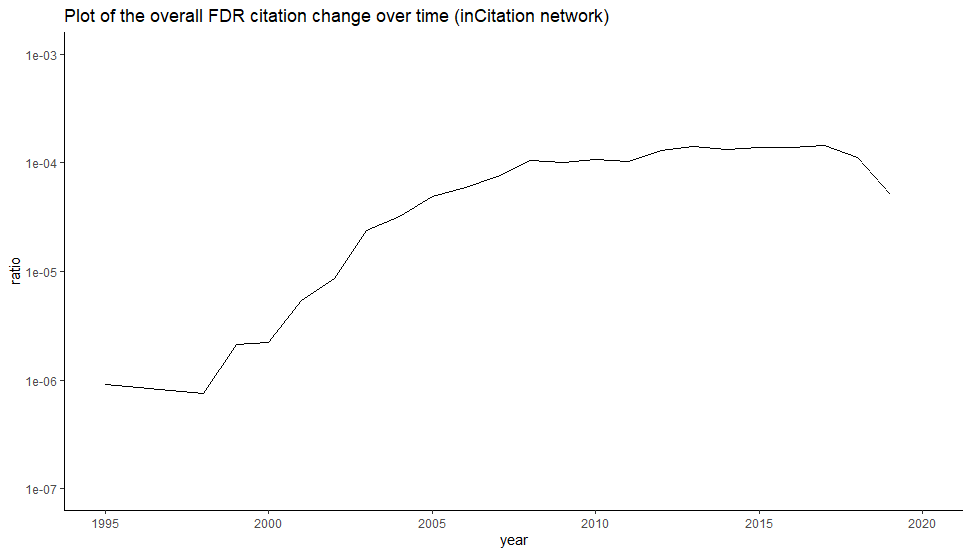 Plot of the overall FDR citation change over time (inCitation network)
1e-03
1e-04
1e-05
1e-06
1e-07
ratio
1995 2000 2005 2010 2015 2020
year